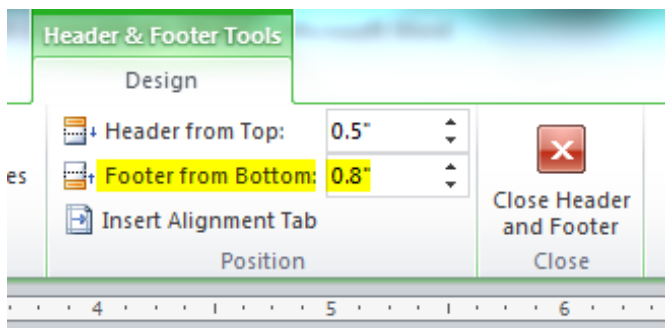 Header & Footer Tools
Design
Header from Top: 0.5"
es Footer from Bottom: 0.8"
Insert Alignment Tab
Close Header
and Footer
Position
Close
4 5 6